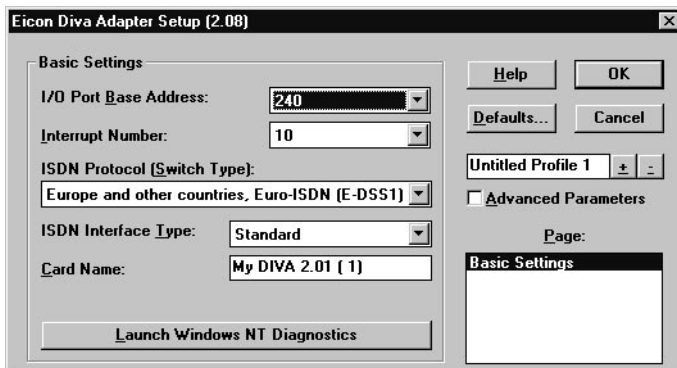 Eicon Diva Adapter Setup (2.08)
Basic Settings
I/O Port Base Address: 240
Interrupt Number: 10
ISDN Protocol (Switch Type):
Europe and other countries, Euro-ISDN (E-DSS1)
ISDN Interface Type: Standard
Card Name: My DIVA 2.01 ( 1)
Launch Windows NT Diagnostics
Help OK
Defaults... Cancel
Untitled Profile 1 + -
Advanced Parameters
Page:
Basic Settings